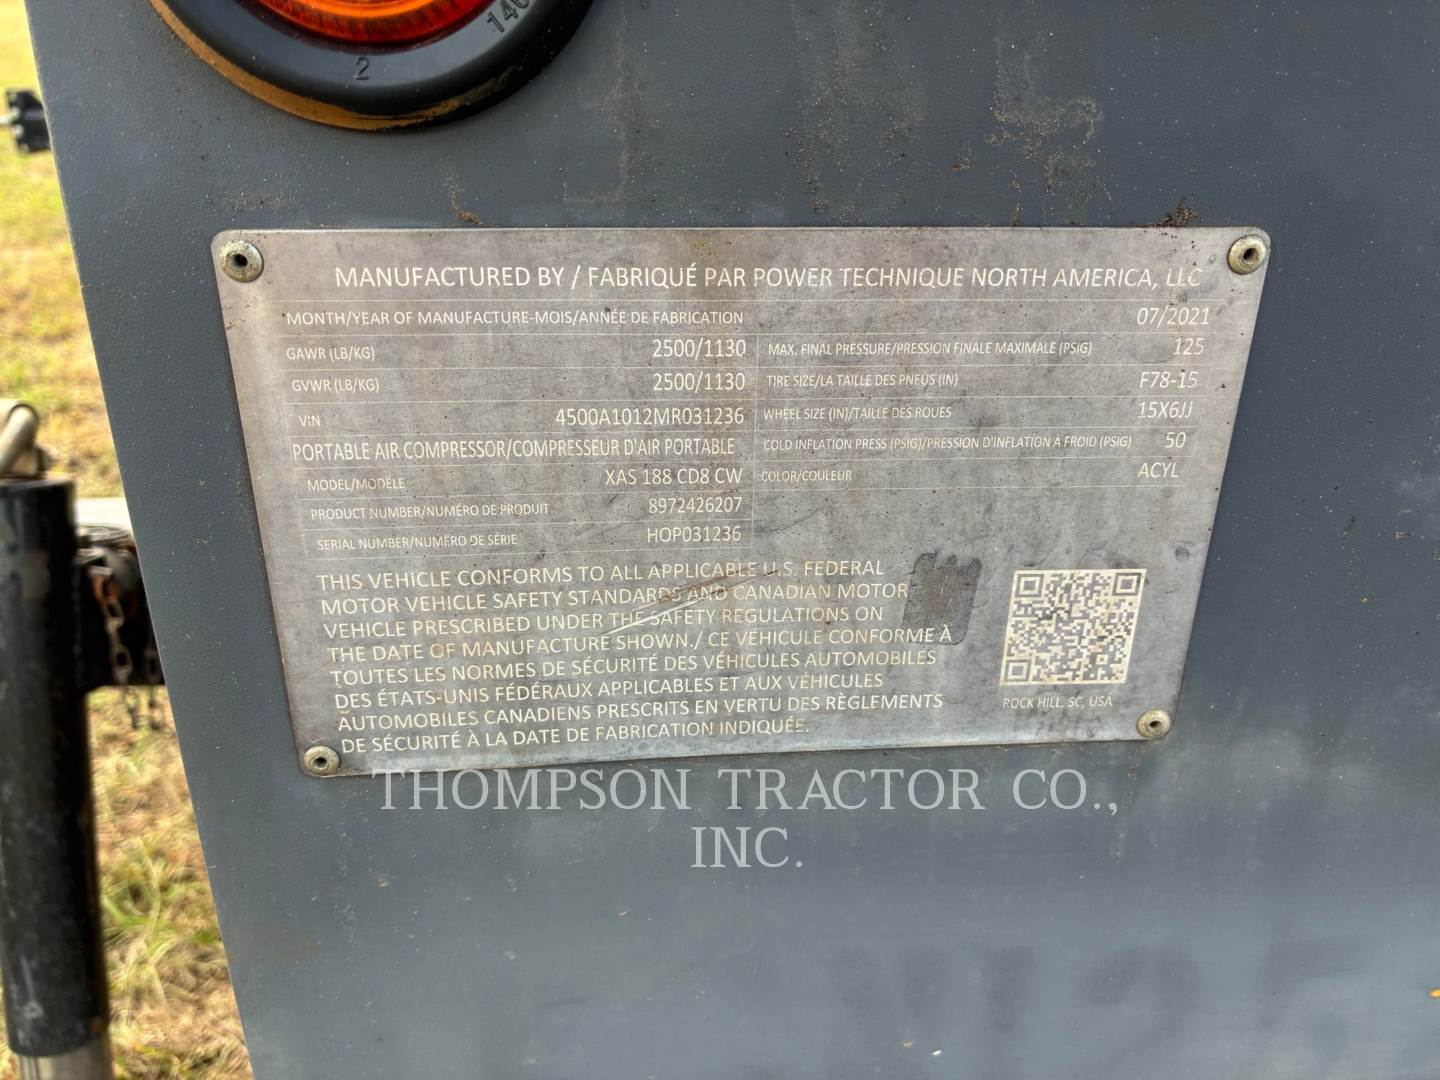 140
2
MANUFACTURED BY / FABRIQUÉ PAR POWER TECHNIQUE NORTH AMERICA, LLC
MONTH/YEAR OF MANUFACTURE-MOIS/ANNÉE DE FABRICATION 07/2021
GAWR (LB/KG) 2500/1130 MAX. FINAL PRESSURE/PRESSION FINALE MAXIMALE (PSIG) 125
GVWR (LB/KG) 2500/1130 TIRE SIZE/LA TAILLE DES PNEUS (IN) F78-15
VIN 4500A1012MR031236 WHEEL SIZE (IN)/TAILLE DES ROUES 15X6JJ
PORTABLE AIR COMPRESSOR/COMPRESSEUR D'AIR PORTABLE COLD INFLATION PRESS (PSIG)/PRESSION D'INFLATION À FROID (PSIG) 50
MODEL/MODÈLE XAS 188 CD8 CW COLOR/COULEUR ACYL
PRODUCT NUMBER/NUMÉRO DE PRODUIT 8972426207
SERIAL NUMBER/NUMÉRO DE SÉRIE HOP031236
THIS VEHICLE CONFORMS TO ALL APPLICABLE U.S. FEDERAL
MOTOR VEHICLE SAFETY STANDARDS AND CANADIAN MOTOR
VEHICLE PRESCRIBED UNDER THE SAFETY REGULATIONS ON
THE DATE OF MANUFACTURE SHOWN./ CE VÉHICULE CONFORME À
TOUTES LES NORMES DE SÉCURITÉ DES VÉHICULES AUTOMOBILES
DES ÉTATS-UNIS FÉDÉRAUX APPLICABLES ET AUX VÉHICULES
AUTOMOBILES CANADIENS PRESCRITS EN VERTU DES RÈGLEMENTS
DE SÉCURITÉ À LA DATE DE FABRICATION INDIQUÉE.
ROCK HILL, SC, USA
THOMPSON TRACTOR CO.,
INC.